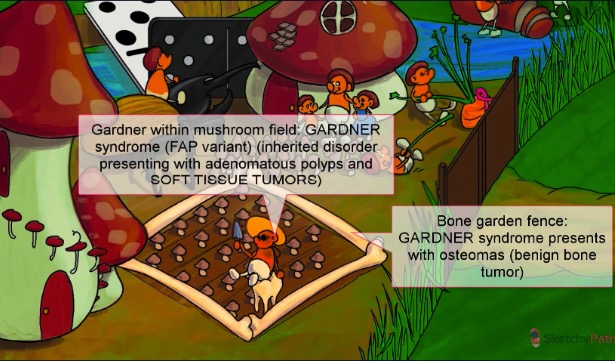 Gardner within mushroom field: GARDNER
syndrome (FAP variant) (inherited disorder
presenting with adenomatous polyps and
SOFT TISSUE TUMORS)
Bone garden fence:
GARDNER syndrome presents
with osteomas (benign bone
tumor)
SketchyPath